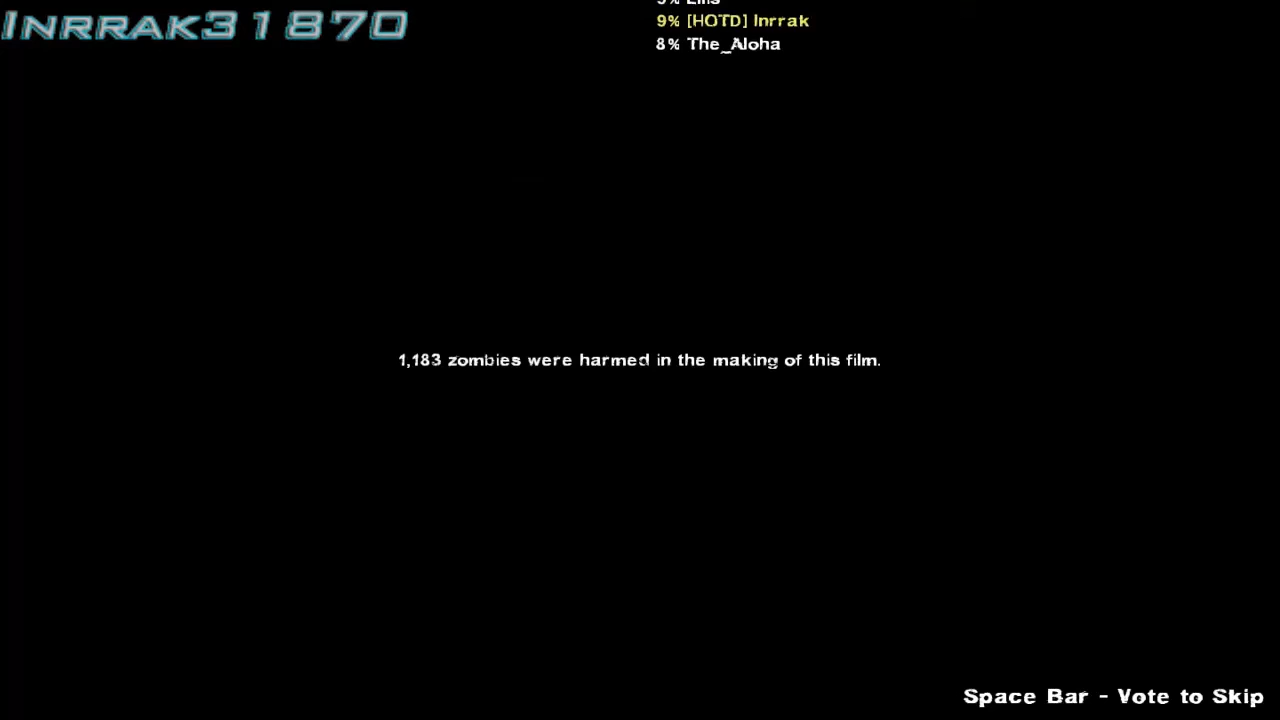 INRRAK31870
9% [HOTD] Inrrak
8% The_Aloha
1,183 zombies were harmed in the making of this film.
Space Bar - Vote to Skip